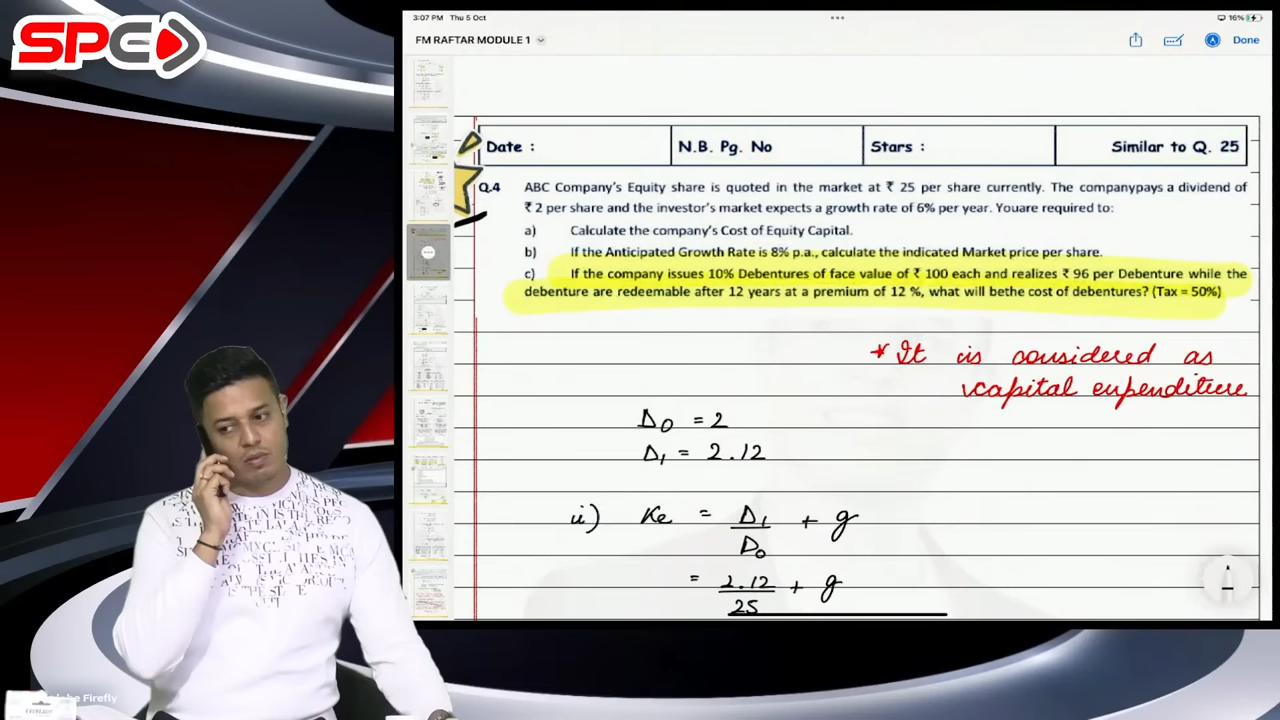 SPC
3:07 PM Thu 5 Oct
16%
FM RAFTAR MODULE 1
Done
Date : N.B. Pg. No Stars : Similar to Q. 25
Q.4 ABC Company's Equity share is quoted in the market at ₹ 25 per share currently. The companypays a dividend of
₹ 2 per share and the investor's market expects a growth rate of 6% per year. Youare required to:
a) Calculate the company's Cost of Equity Capital.
b) If the Anticipated Growth Rate is 8% p.a., calculate the indicated Market price per share.
c) If the company issues 10% Debentures of face value of ₹ 100 each and realizes ₹ 96 per Debenture while the
debenture are redeemable after 12 years at a premium of 12 %, what will bethe cost of debentures? (Tax = 50%)
* It is considered as
capital expenditure
D0 = 2
D1 = 2.12
ii) Ke = D1 + g
D0
= 2.12 + g
25
Firefly